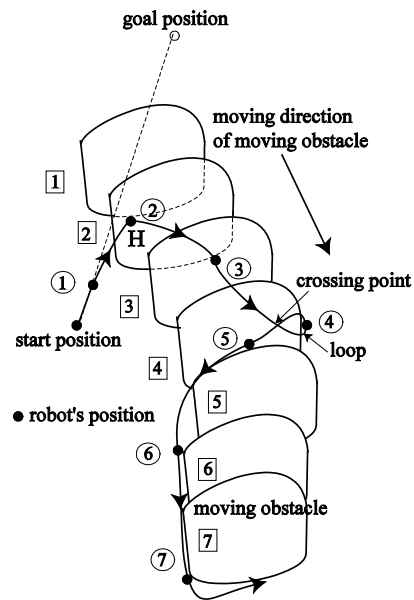 goal position
moving direction
of moving obstacle
1
2
2
H
3
1
3
crossing point
start position
5
4
loop
4
5
robot's position
6
6
moving obstacle
7
7